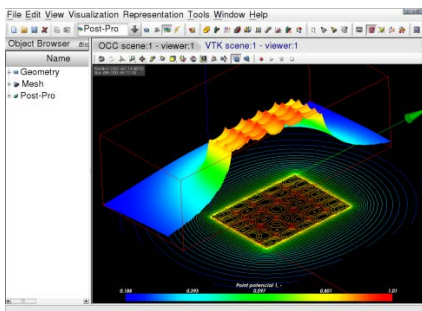 File Edit View Visualization Representation Tools Window Help
Post-Pro
Object Browser
OCC scene:1 - viewer:1 VTK scene:1 - viewer:1
Name
Geometry
Mesh
Post-Pro
Point potencial 1, -
0.188 0.393 0.597 0.801 1.01